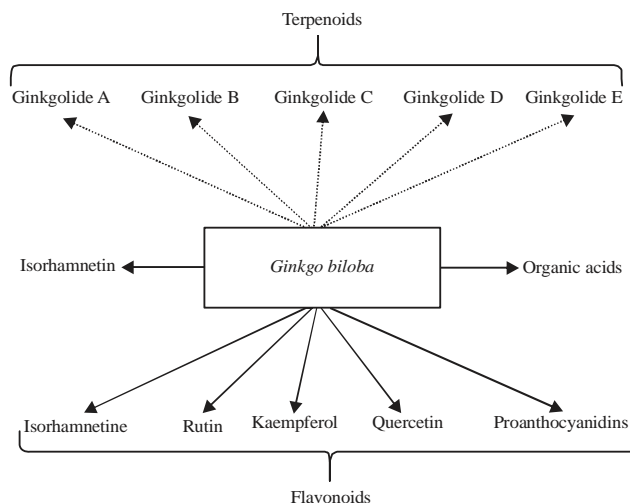 Terpenoids
Ginkgolide A Ginkgolide B Ginkgolide C Ginkgolide D Ginkgolide E
Isorhamnetin Ginkgo biloba Organic acids
Isorhamnetine Rutin Kaempferol Quercetin Proanthocyanidins
Flavonoids